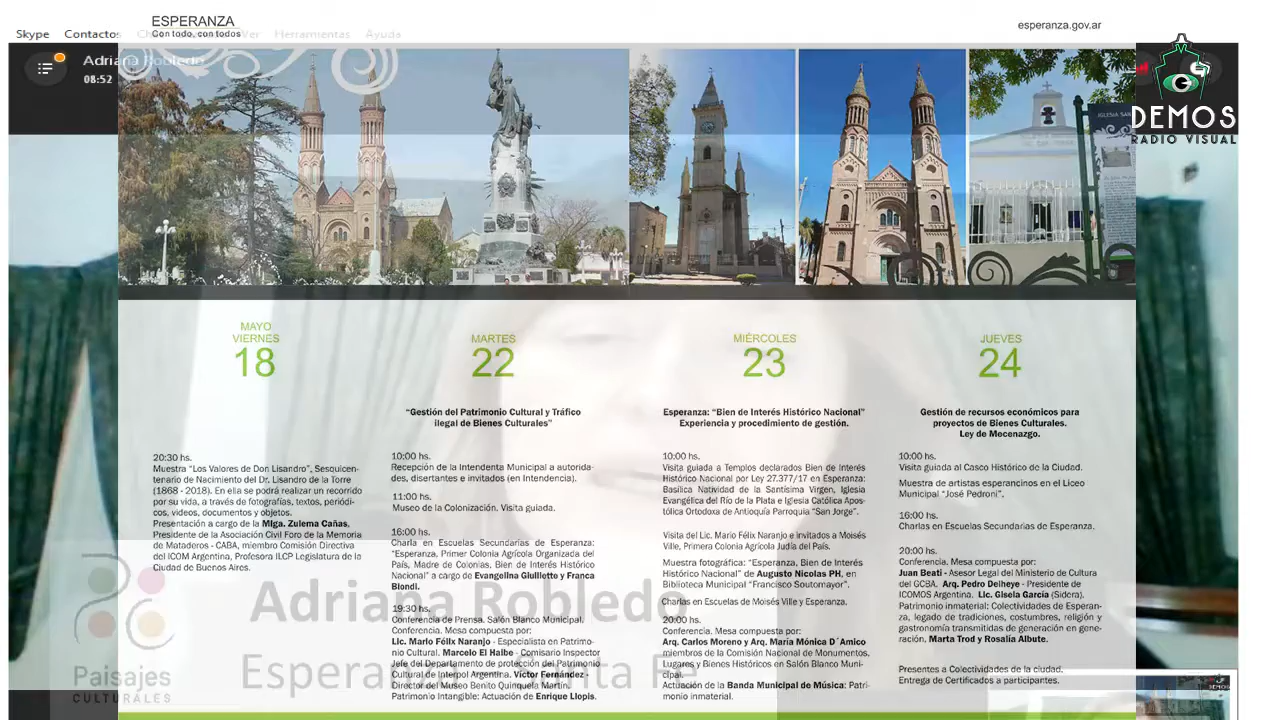 ESPERANZA
Con todo, con todos
esperanza.gov.ar
Skype Contactos Ver Herramientas Ayuda
Adriana Robledo
08:52
DEMOS
RADIO VISUAL
MAYO
VIERNES
18
20:30 hs.
Muestra “Los Valores de Don Lisandro”, Sesquicen-
tenario de Nacimiento del Dr. Lisandro de la Torre
(1868 - 2018). En ella se podrá realizar un recorrido
por su vida, a través de fotografías, textos, periódi-
cos, videos, documentos y objetos.
Presentación a cargo de la Mlga. Zulema Cañas,
Presidente de la Asociación Civil Foro de la Memoria
de Mataderos - CABA, miembro Comisión Directiva
del ICOM Argentina, Profesora ILCP Legislatura de la
Ciudad de Buenos Aires.
MARTES
22
“Gestión del Patrimonio Cultural y Tráfico
ilegal de Bienes Culturales”
10:00 hs.
Recepción de la Intendenta Municipal a autorida-
des, disertantes e invitados (en Intendencia).
11:00 hs.
Museo de la Colonización. Visita guiada.
16:00 hs.
Charla en Escuelas Secundarias de Esperanza:
“Esperanza, Primer Colonia Agrícola Organizada del
País, Madre de Colonias, Bien de Interés Histórico
Nacional” a cargo de Evangelina Giulliotte y Franca
Biondi.
19:30 hs.
Conferencia de Prensa. Salón Blanco Municipal.
Conferencia. Mesa compuesta por:
Lic. Mario Félix Naranjo - Especialista en Patrimo-
nio Cultural. Marcelo El Haibe - Comisario Inspector
Jefe del Departamento de protección del Patrimonio
Cultural de Interpol Argentina. Víctor Fernández -
Director del Museo Benito Quinquela Martín.
Patrimonio Intangible: Actuación de Enrique Llopis.
MIÉRCOLES
23
Esperanza: “Bien de Interés Histórico Nacional”
Experiencia y procedimiento de gestión.
10:00 hs.
Visita guiada a Templos declarados Bien de Interés
Histórico Nacional por Ley 27.377/17 en Esperanza:
Basílica Natividad de la Santísima Virgen, Iglesia
Evangélica del Río de la Plata e Iglesia Católica Apos-
tólica Ortodoxa de Antioquía Parroquia “San Jorge”.
Visita del Lic. Mario Félix Naranjo e invitados a Moisés
Ville, Primera Colonia Agrícola Judía del País.
Muestra fotográfica: “Esperanza, Bien de Interés
Histórico Nacional” de Augusto Nicolas PH, en
Biblioteca Municipal “Francisco Soutomayor”.
Charlas en Escuelas de Moisés Ville y Esperanza.
20:00 hs.
Conferencia. Mesa compuesta por:
Arq. Carlos Moreno y Arq. María Mónica D´Amico
miembros de la Comisión Nacional de Monumentos,
Lugares y Bienes Históricos en Salón Blanco Muni-
cipal.
Actuación de la Banda Municipal de Música: Patri-
monio inmaterial.
JUEVES
24
Gestión de recursos económicos para
proyectos de Bienes Culturales.
Ley de Mecenazgo.
10:00 hs.
Visita guiada al Casco Histórico de la Ciudad.
Muestra de artistas esperancinos en el Liceo
Municipal “José Pedroni”.
16:00 hs.
Charlas en Escuelas Secundarias de Esperanza.
20:00 hs.
Conferencia. Mesa compuesta por:
Juan Beati - Asesor Legal del Ministerio de Cultura
del GCBA. Arq. Pedro Delheye - Presidente de
ICOMOS Argentina. Lic. Gisela García (Sidera).
Patrimonio inmaterial: Colectividades de Esperan-
za, legado de tradiciones, costumbres, religión y
gastronomía transmitidas de generación en gene-
ración, Marta Trod y Rosalía Albute.
Presentes a Colectividades de la ciudad.
Entrega de Certificados a participantes.
Paisajes
CULTURALES
Adriana Robledo
Esperanza Santa Fe